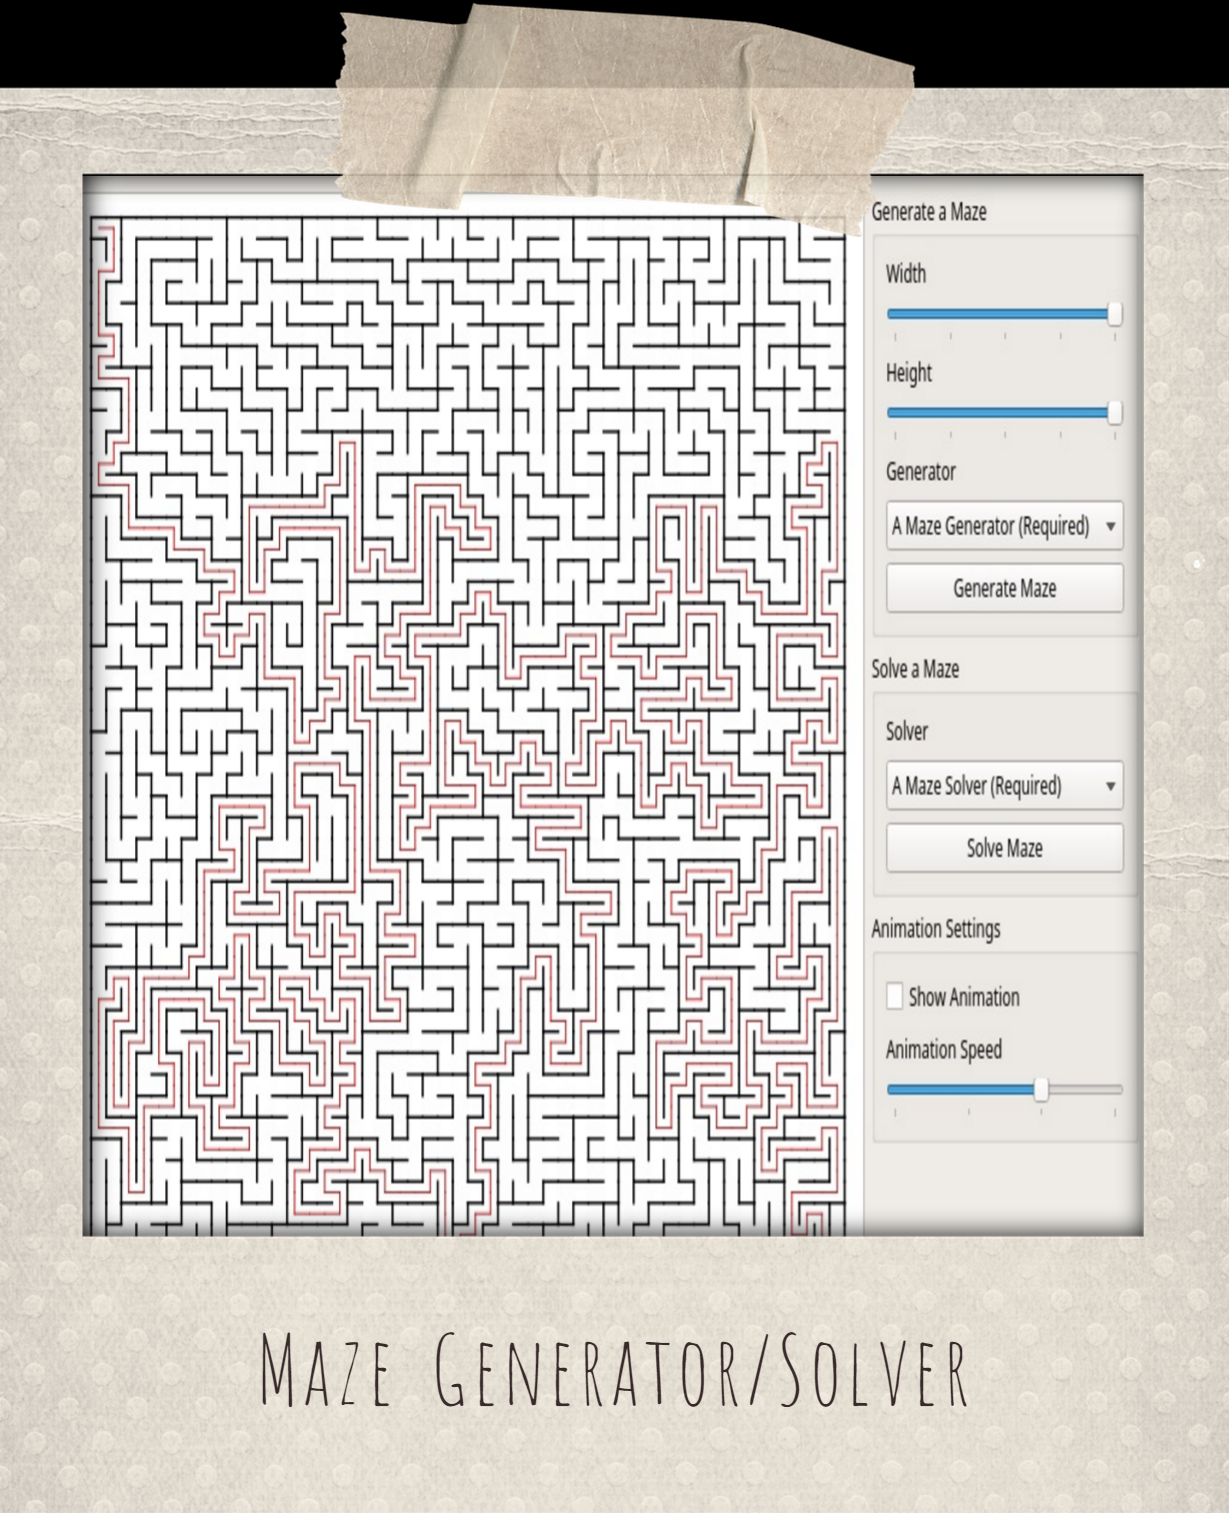 Generate a Maze
Width
Height
Generator
A Maze Generator (Required)
Generate Maze
Solve a Maze
Solver
A Maze Solver (Required)
Solve Maze
Animation Settings
Show Animation
Animation Speed
Maze Generator/Solver